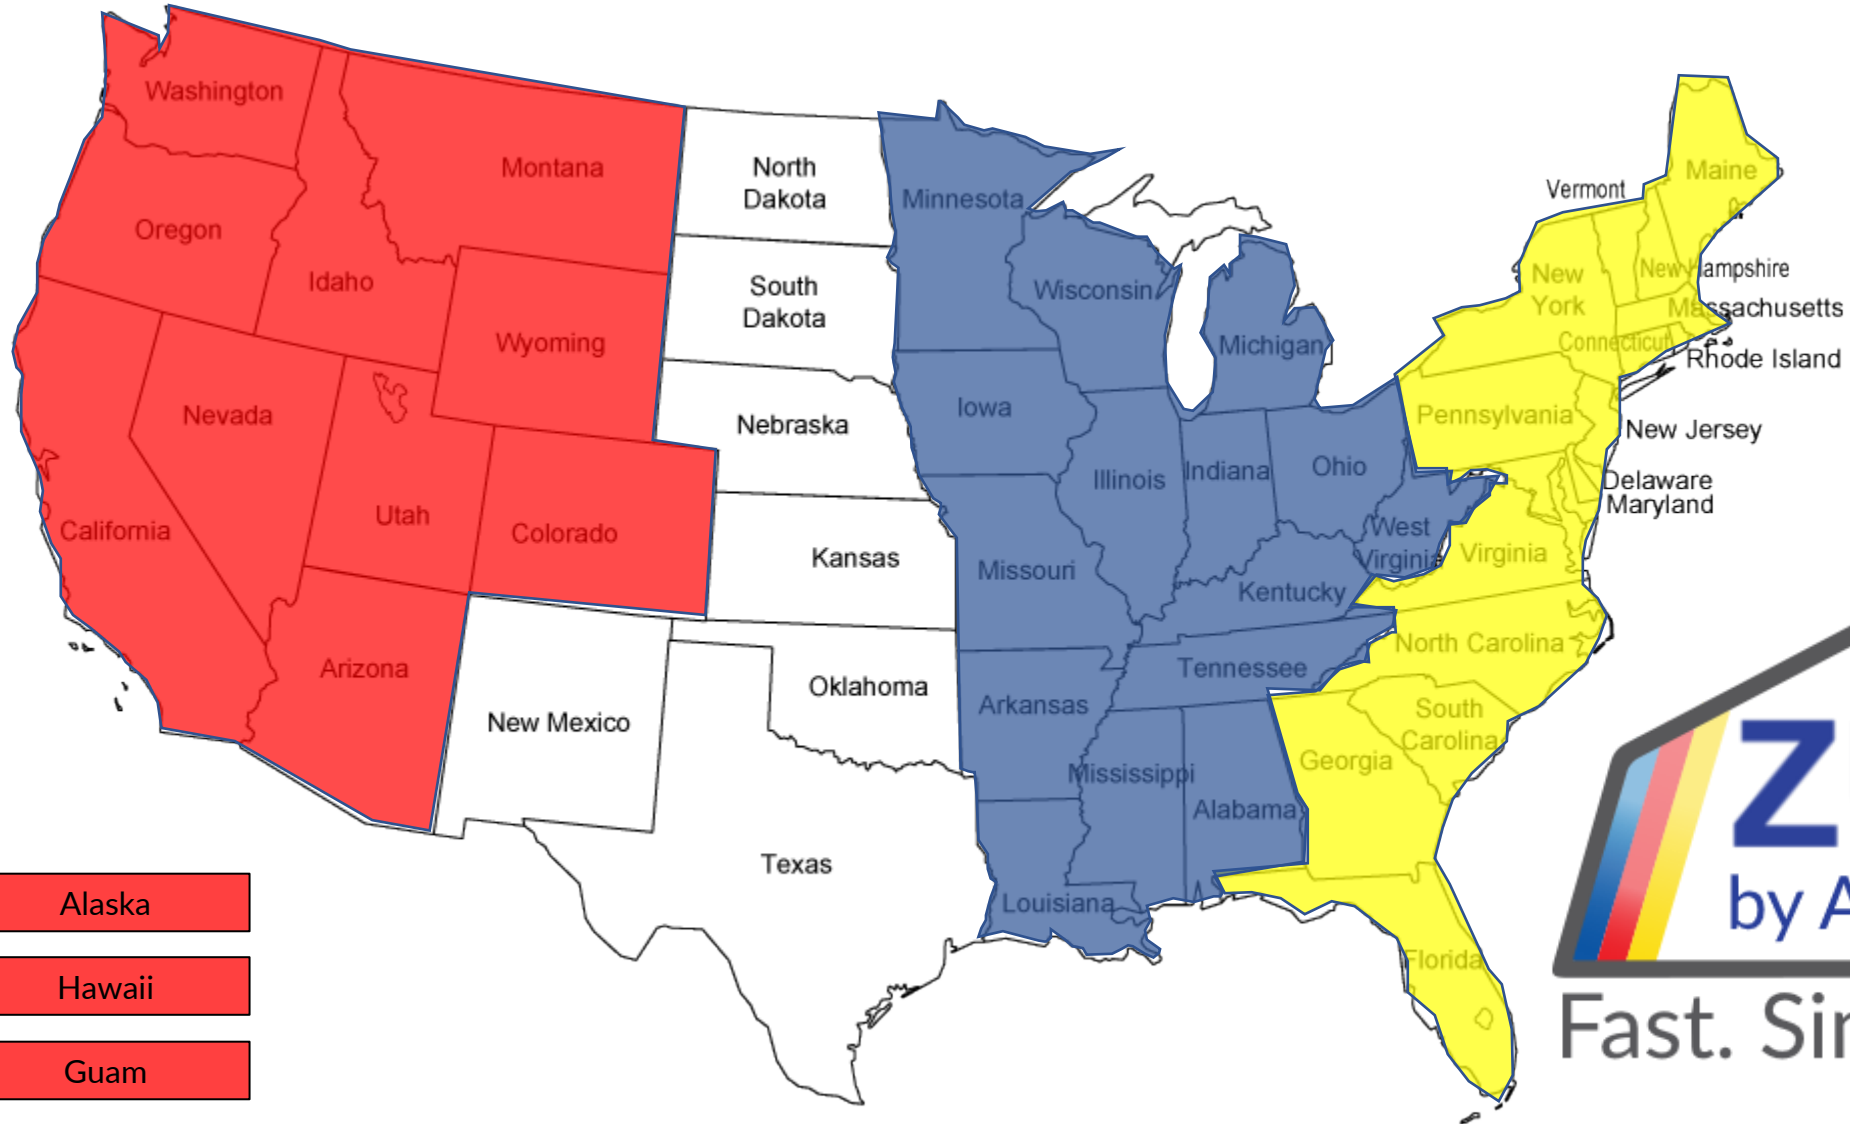 Washington
Montana
North
Dakota
Minnesota
Vermont
Maine
Oregon
Idaho
South
Dakota
Wisconsin
New
York
New Hampshire
Massachusetts
Wyoming
Michigan
Connecticut
Rhode Island
Nevada
Nebraska
Iowa
Pennsylvania
New Jersey
California
Utah
Colorado
Kansas
Illinois
Indiana
Ohio
Delaware
Maryland
West
Virginia
Virginia
Missouri
Kentucky
Arizona
New Mexico
Oklahoma
Arkansas
Tennessee
North Carolina
South
Carolina
Georgia
Mississippi
Alabama
Texas
Louisiana
Florida
Alaska
Hawaii
Guam
Z
by A
Fast. Sin